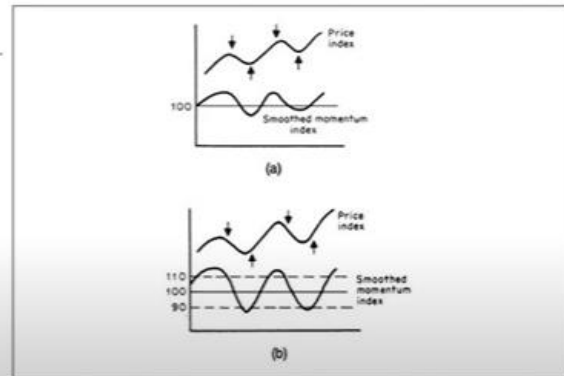 Price
index
100
Smoothed momentum
index
(a)
Price
index
110
100
90
Smoothed
momentum
index
(b)